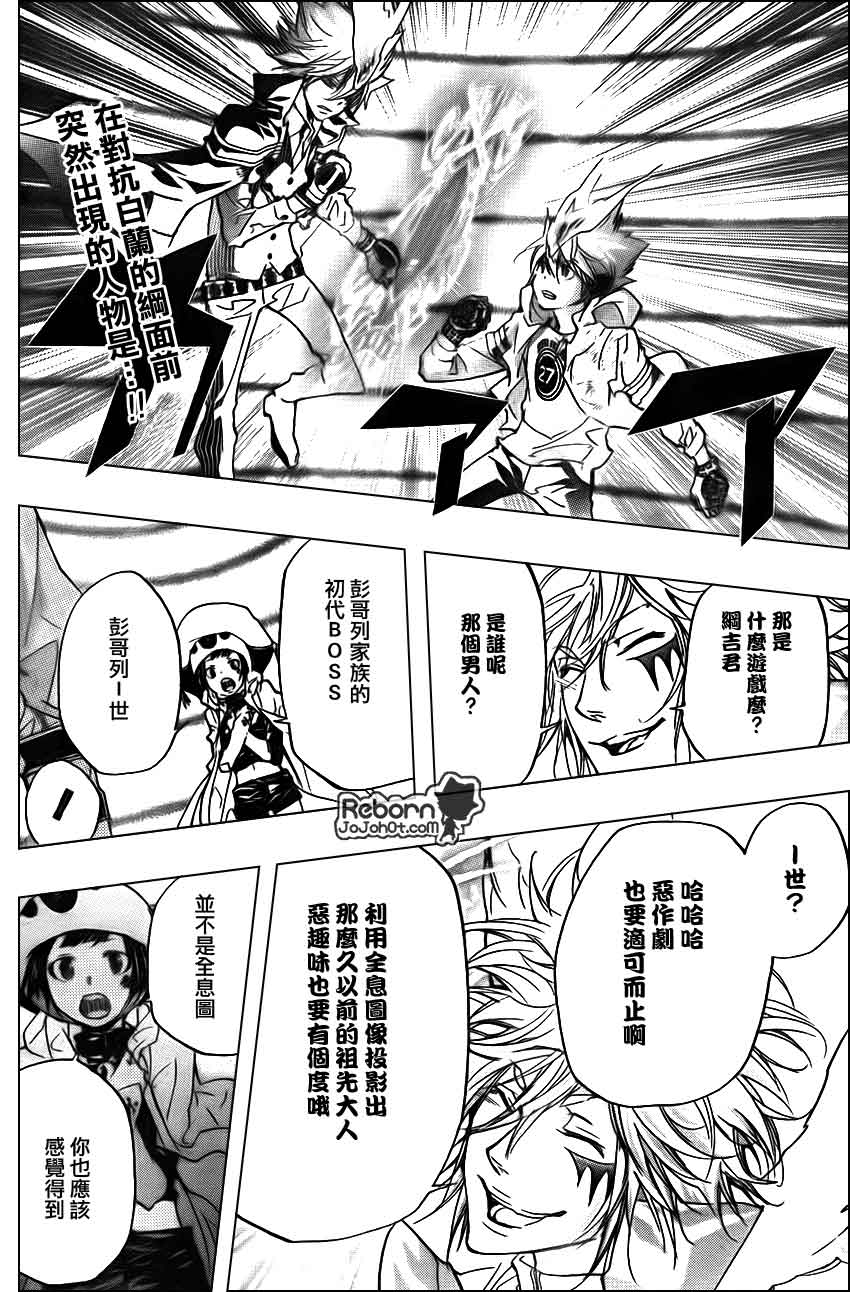 在對抗白蘭的綱面前
突然出現的人物是…!!
27
那是
什麼遊戲麼?
綱吉君
是誰呢
那個男人?
彭哥列家族的
初代BOSS
彭哥列I世
I世?
哈哈哈
惡作劇
也要適可而止啊
利用全息圖像投影出
那麼久以前的祖先大人
惡趣味也要有個度哦
並不是全息圖
你也應該
感覺得到
Reborn
JoJoHOt.com